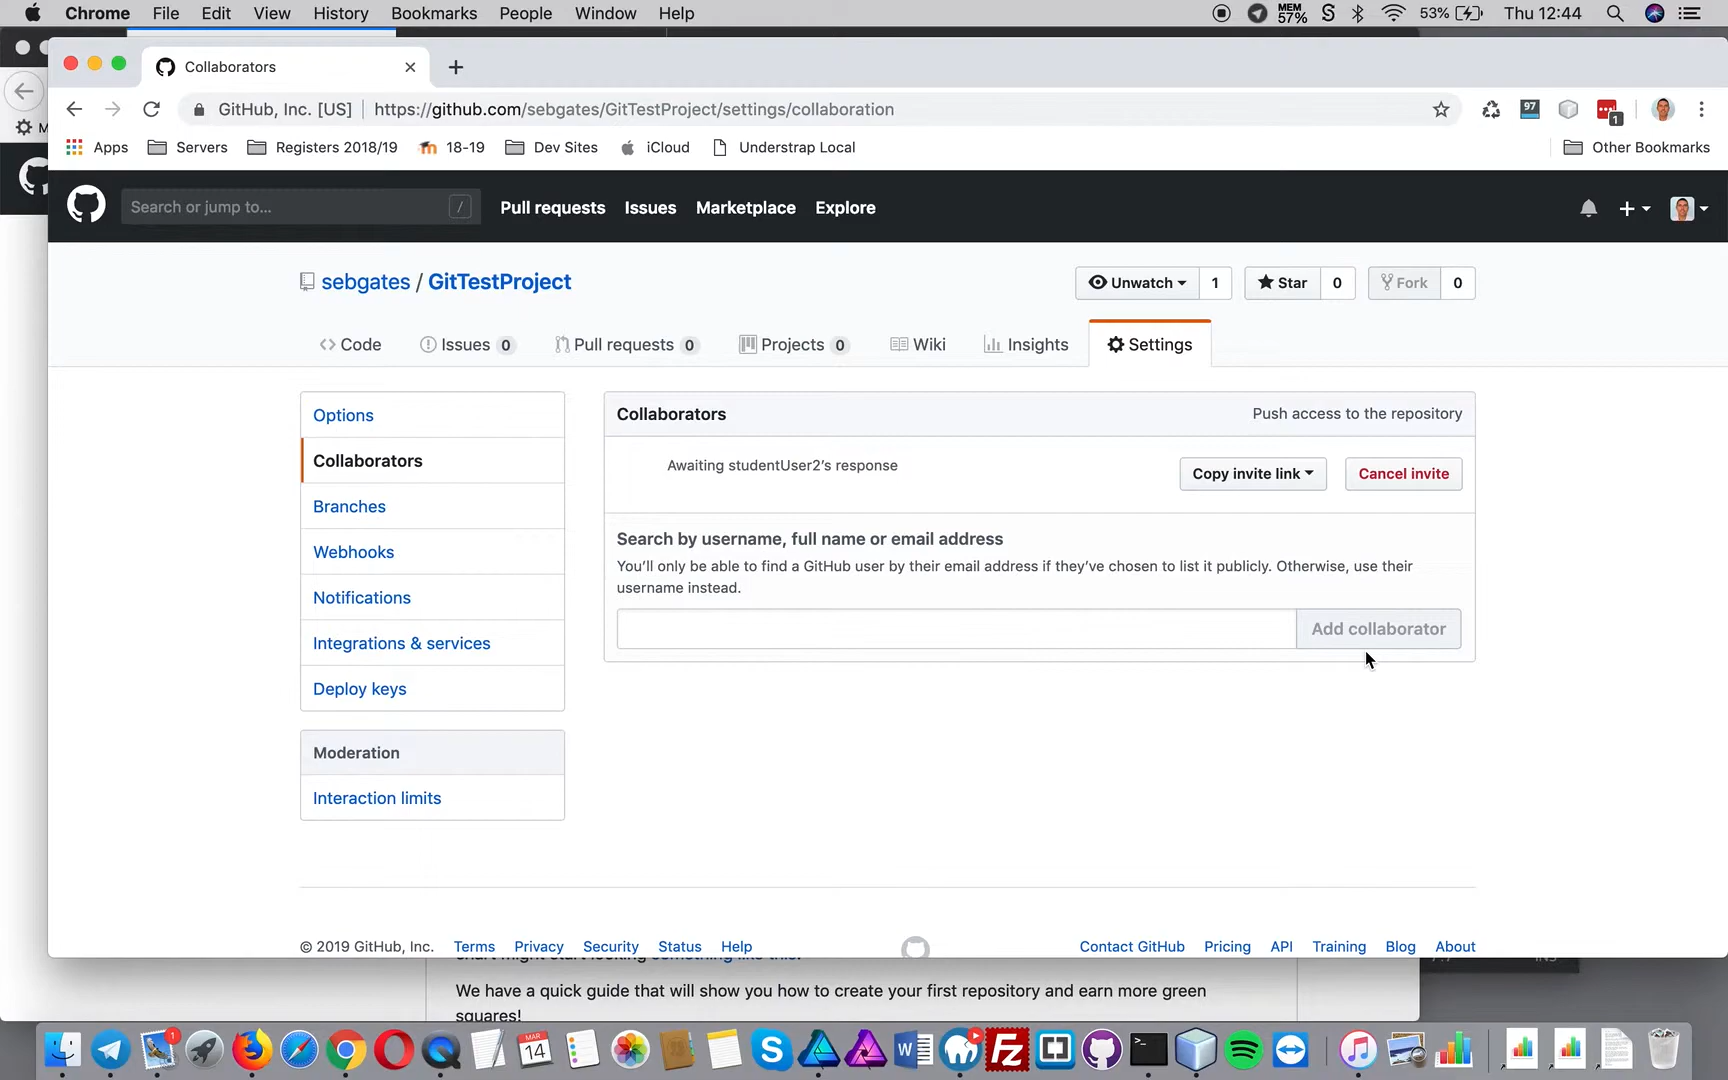 Chrome File Edit View History Bookmarks People Window Help
MEM 57% 53% Thu 12:44
Collaborators
GitHub, Inc. [US] https://github.com/sebgates/GitTestProject/settings/collaboration
97 1
Apps Servers Registers 2018/19 18-19 Dev Sites iCloud Understrap Local Other Bookmarks
Search or jump to... / Pull requests Issues Marketplace Explore
sebgates / GitTestProject
Unwatch 1 Star 0 Fork 0
Code Issues 0 Pull requests 0 Projects 0 Wiki Insights Settings
Options
Collaborators
Branches
Webhooks
Notifications
Integrations & services
Deploy keys
Moderation
Interaction limits
Collaborators Push access to the repository
Awaiting studentUser2's response
Copy invite link Cancel invite
Search by username, full name or email address
You'll only be able to find a GitHub user by their email address if they've chosen to list it publicly. Otherwise, use their
username instead.
Add collaborator
© 2019 GitHub, Inc. Terms Privacy Security Status Help
Contact GitHub Pricing API Training Blog About
We have a quick guide that will show you how to create your first repository and earn more green
squares!
1 MAR 14